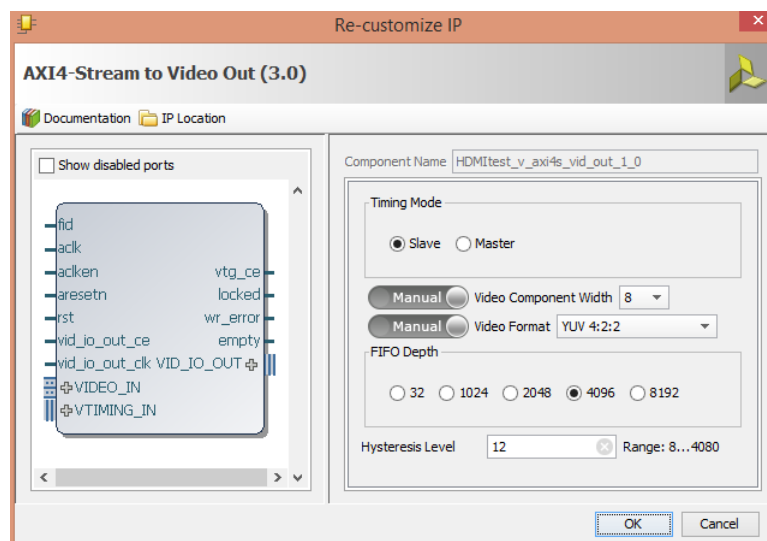 Re-customize IP
AXI4-Stream to Video Out (3.0)
Documentation IP Location
Show disabled ports
fid
aclk
aclken
aresetn
rst
vid_io_out_ce
vid_io_out_clk
VIDEO_IN
VTIMING_IN
vtg_ce
locked
wr_error
empty
VID_IO_OUT
Component Name HDMItest_v_axi4s_vid_out_1_0
Timing Mode
Slave Master
Manual Video Component Width 8
Manual Video Format YUV 4:2:2
FIFO Depth
32 1024 2048 4096 8192
Hysteresis Level 12 Range: 8...4080
OK Cancel